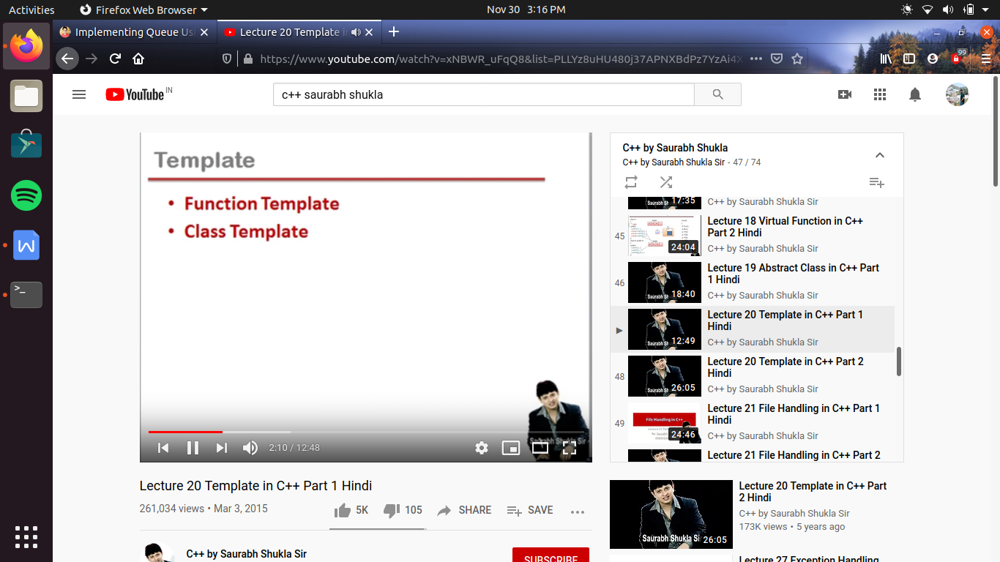 Activities
Firefox Web Browser
Nov 30 3:16 PM
Implementing Queue Us
Lecture 20 Template i
https://www.youtube.com/watch?v=xNBWR_uFqQ8&list=PLLYz8uHU480j37APNXBdPz7YzAi4X
99
YouTube IN
c++ saurabh shukla
Template
• Function Template
• Class Template
Saurabh Shukla Sir
2:10 / 12:48
C++ by Saurabh Shukla
C++ by Saurabh Shukla Sir - 47 / 74
17:35
C++ by Saurabh Shukla Sir
45
24:04
Lecture 18 Virtual Function in C++
Part 2 Hindi
C++ by Saurabh Shukla Sir
46
18:40
Lecture 19 Abstract Class in C++ Part
1 Hindi
C++ by Saurabh Shukla Sir
12:49
Lecture 20 Template in C++ Part 1
Hindi
C++ by Saurabh Shukla Sir
48
26:05
Lecture 20 Template in C++ Part 2
Hindi
C++ by Saurabh Shukla Sir
49
File Handling in C++
24:46
Lecture 21 File Handling in C++ Part 1
Hindi
C++ by Saurabh Shukla Sir
Lecture 21 File Handling in C++ Part 2
Lecture 20 Template in C++ Part 1 Hindi
261,034 views • Mar 3, 2015
5K
105
SHARE
SAVE
C++ by Saurabh Shukla Sir
SUBSCRIBE
Saurabh Shukla Si
26:05
Lecture 20 Template in C++ Part
2 Hindi
C++ by Saurabh Shukla Sir
173K views • 5 years ago
Lecture 27 Exception Handling